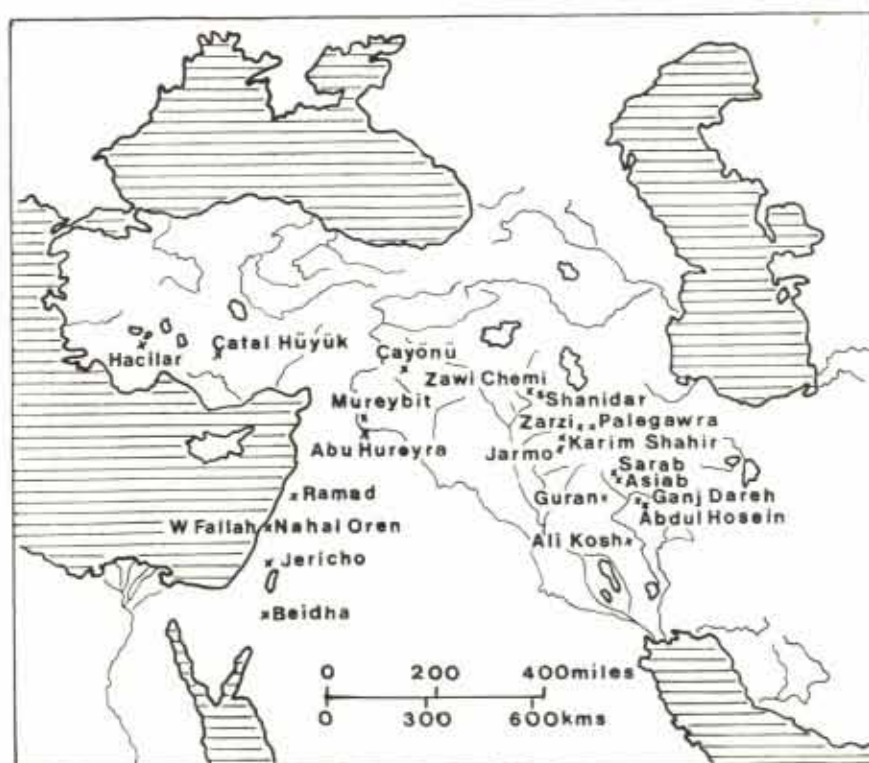 Çatal Hüyük
Hacilar
Çayönü
Zawi Chemi
Shanidar
Mureybit
Zarzi
Palegawra
Abu Hureyra
Karim Shahir
Jarmo
Sarab
Asiab
Ramad
Guran
Ganj Dareh
Abdul Hosein
W Fallah
Nahal Oren
Ali Kosh
Jericho
Beidha
0 200 400miles
0 300 600kms